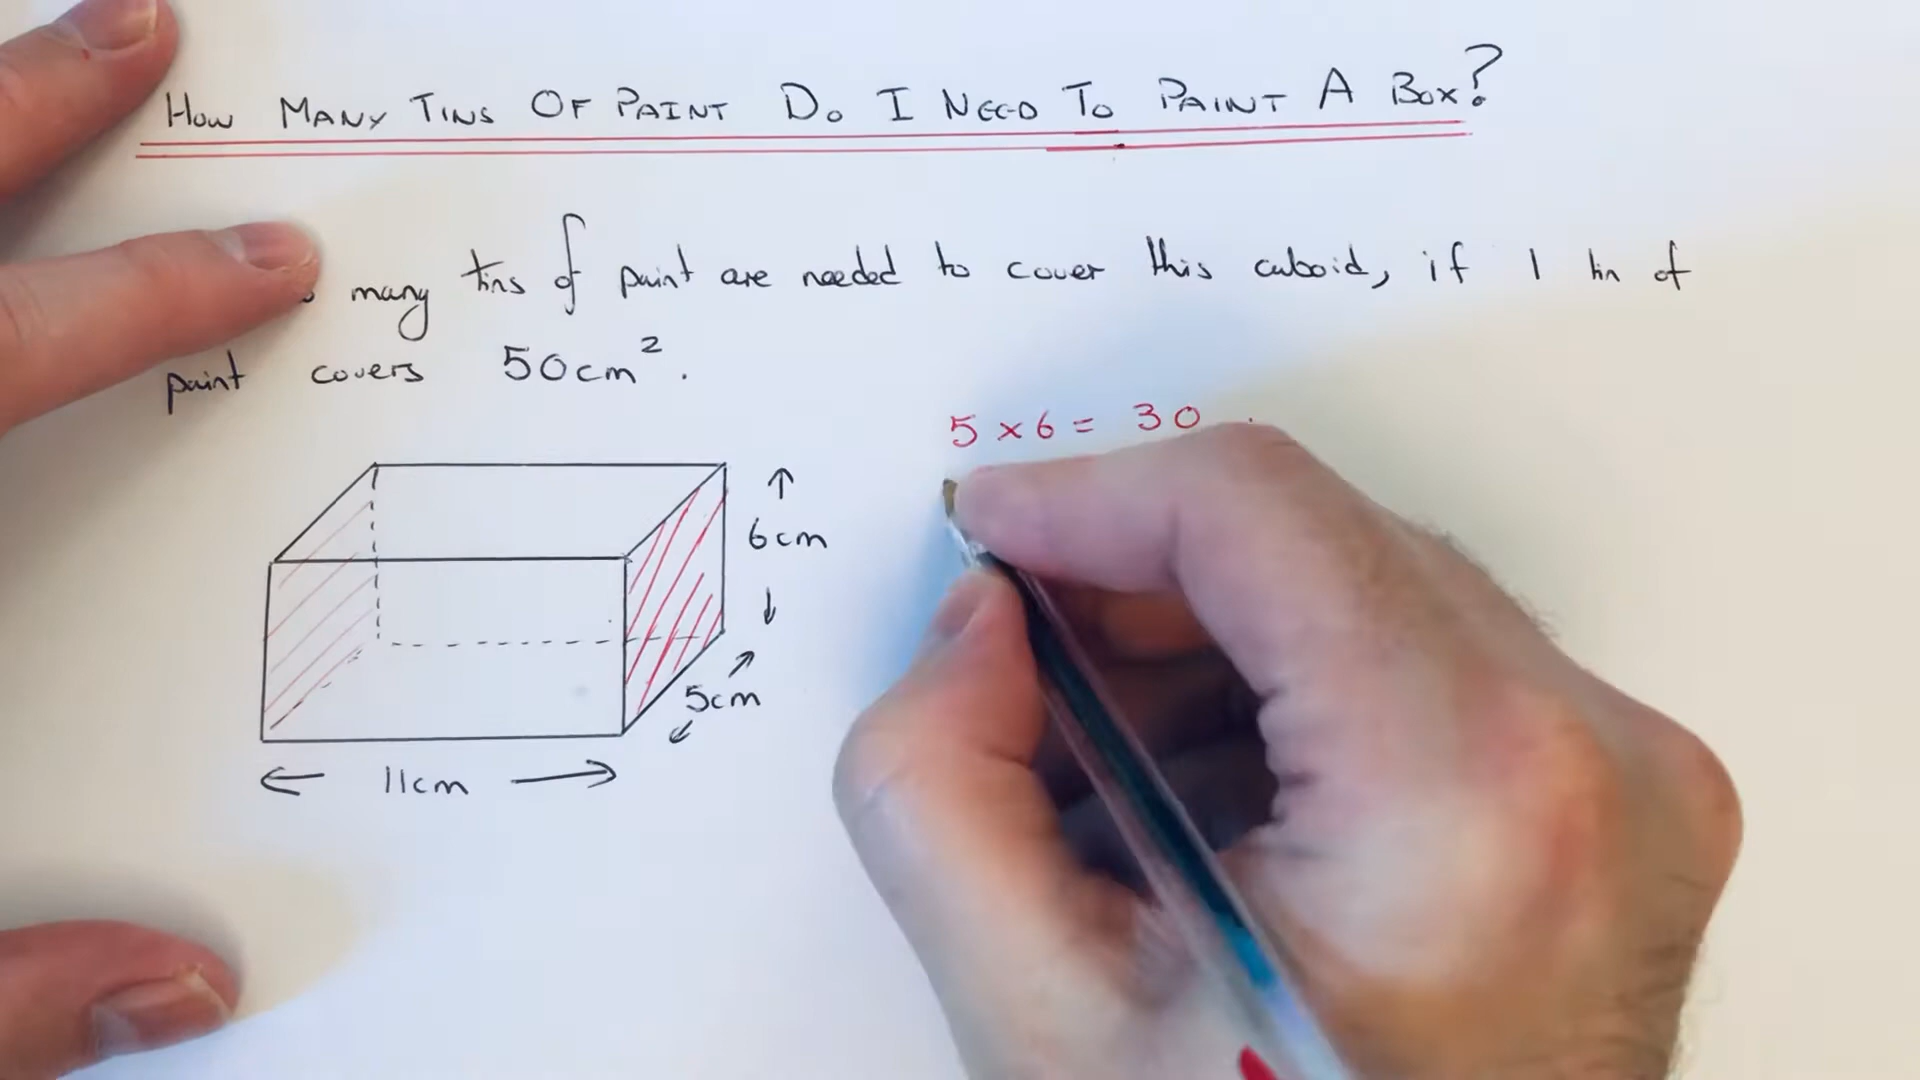 How MANY TINS OF PAINT Do I NEED To PAINT A Box?
many tins of paint are needed to cover this cuboid, if 1 tin of
paint covers 50cm².
5 × 6 = 30
6cm
5cm
11cm